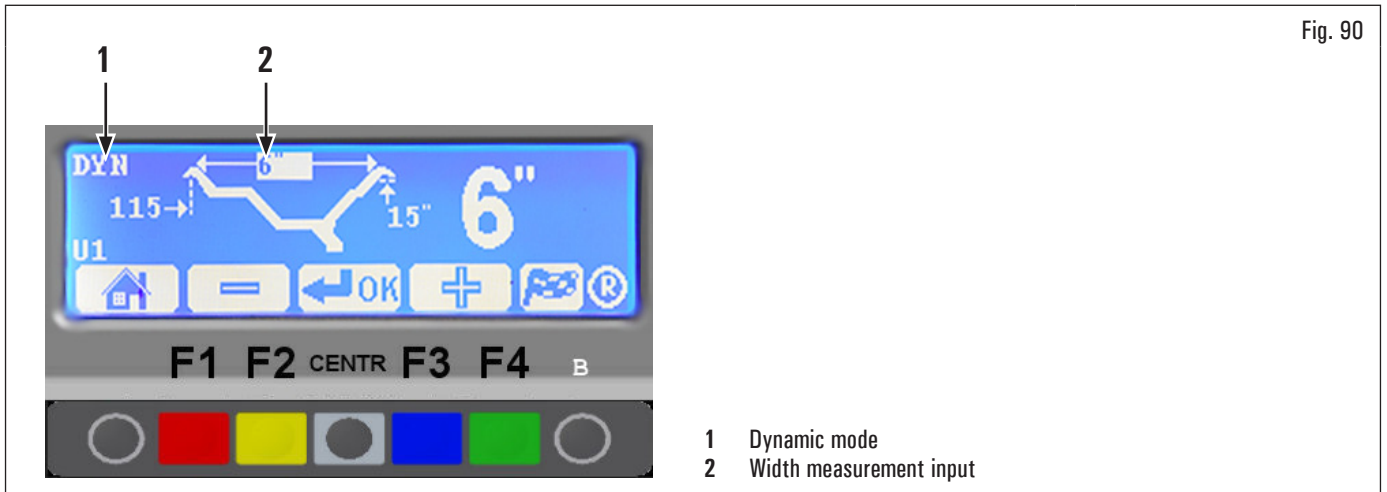 Fig. 90
1 2
DYN
6"
115
15"
6"
U1
OK
R
F1 F2 CENTR F3 F4 B
1 Dynamic mode
2 Width measurement input